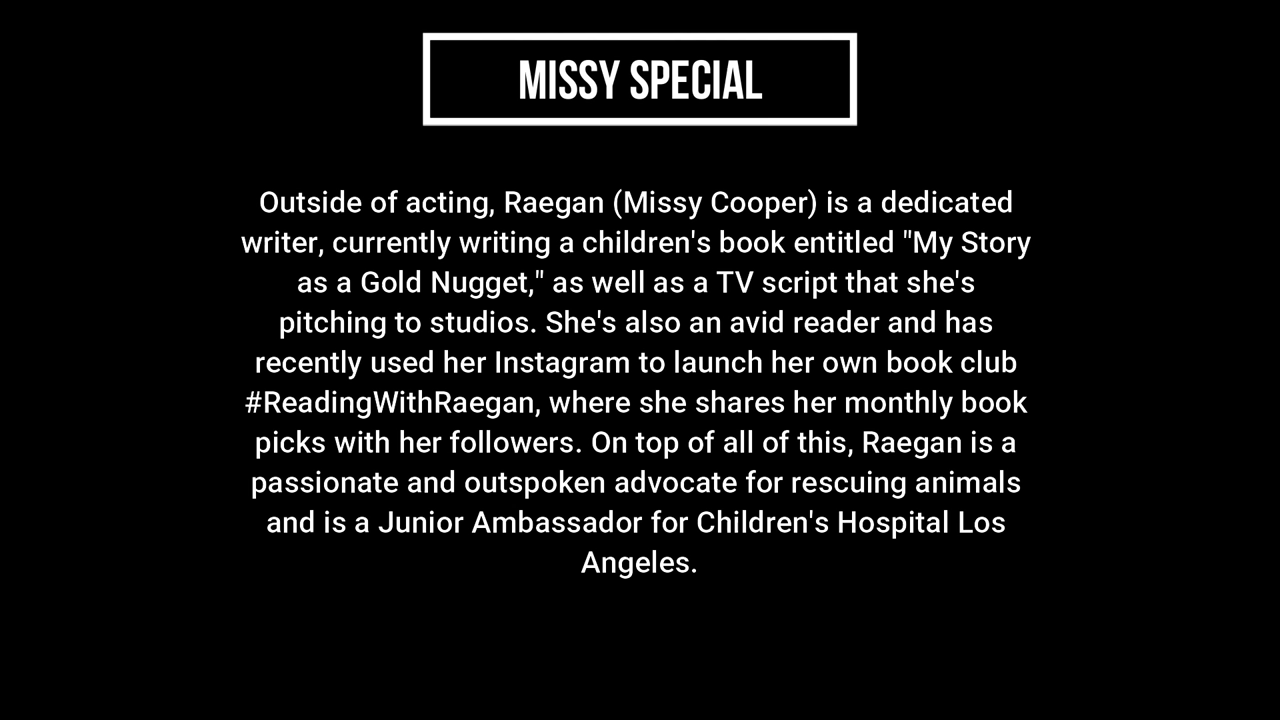 MISSY SPECIAL
Outside of acting, Raegan (Missy Cooper) is a dedicated
writer, currently writing a children's book entitled "My Story
as a Gold Nugget," as well as a TV script that she's
pitching to studios. She's also an avid reader and has
recently used her Instagram to launch her own book club
#ReadingWithRaegan, where she shares her monthly book
picks with her followers. On top of all of this, Raegan is a
passionate and outspoken advocate for rescuing animals
and is a Junior Ambassador for Children's Hospital Los
Angeles.